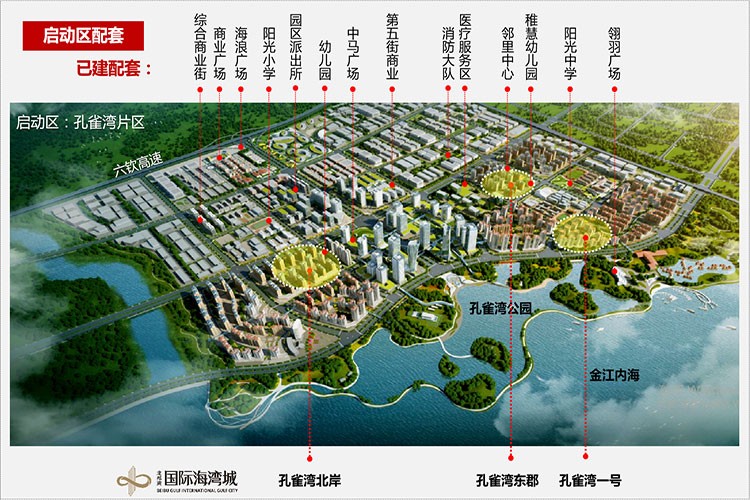 启动区配套
已建配套：
综合商业街
商业广场
海浪广场
阳光小学
园区派出所
幼儿园
中马广场
第五街商业
消防大队
医疗服务区
邻里中心
稚慧幼儿园
阳光中学
翎羽广场
启动区：孔雀湾片区
六钦高速
孔雀湾公园
金江内海
国际海湾城
BEIBU GULF INTERNATIONAL GULF CITY
孔雀湾北岸
孔雀湾东郡
孔雀湾一号